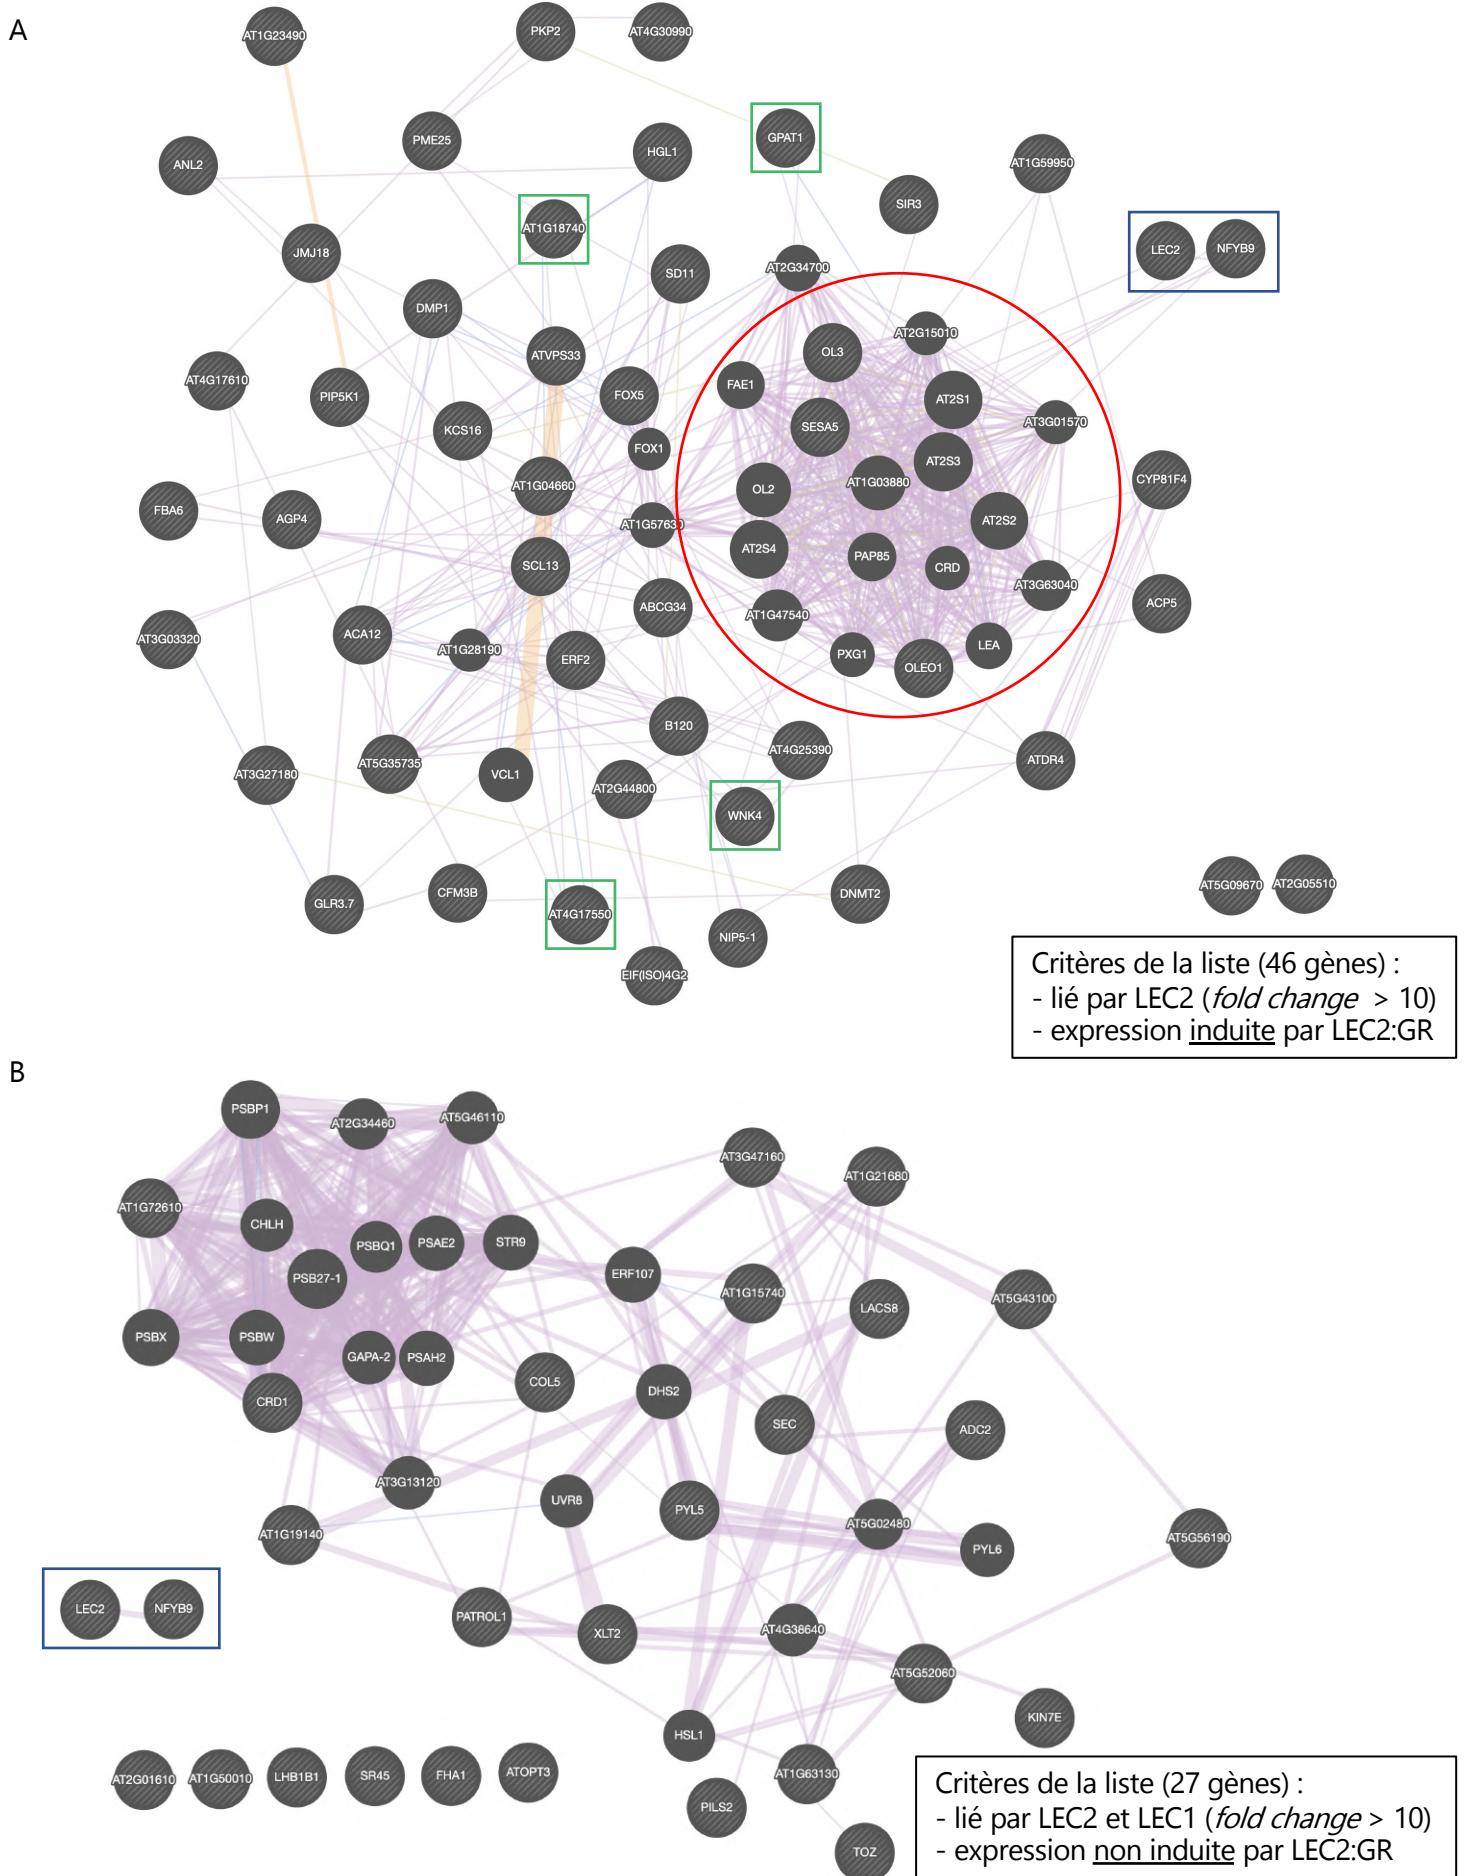 A
AT1G23490
PKP2
AT4G30990
GPAT1
PME25
HGL1
ANL2
AT1G59950
SIR3
AT1G18740
LEC2
NFYB9
JMJ18
SD11
AT2G34700
DMP1
AT2G15010
OL3
ATVPS33
FAE1
AT4G17610
PIP5K1
FOX5
AT2S1
AT3G01570
KCS16
SESA5
FOX1
AT2S3
AT1G04660
OL2
AT1G03880
CYP81F4
FBA6
AGP4
AT1G5763
AT2S2
AT2S4
SCL13
PAP85
CRD
AT3G63040
ABCG34
AT1G47540
ACP5
AT3G03320
ACA12
AT1G28190
ERF2
PXG1
OLEO1
LEA
B120
AT4G25390
ATDR4
AT5G35735
AT3G27180
VCL1
AT2G44800
WNK4
GLR3.7
CFM3B
AT4G17550
DNMT2
AT5G09670
AT2G05510
NIP5-1
EIF(ISO)4G2
Critères de la liste (46 gènes) :
- lié par LEC2 (fold change > 10)
- expression induite par LEC2:GR
B
PSBP1
AT2G34460
AT5G46110
AT3G47160
AT1G21680
AT1G72610
CHLH
PSBQ1
PSAE2
STR9
PSB27-1
ERF107
AT1G15740
LACS8
AT5G43100
PSBX
PSBW
GAPA-2
PSAH2
CRD1
COL5
DHS2
SEC
ADC2
AT3G13120
UVR8
PYL5
AT1G19140
AT5G02480
PYL6
AT5G56190
LEC2
NFYB9
PATROL1
XLT2
AT4G38640
AT5G52060
HSL1
KIN7E
AT2G01610
AT1G50010
LHB1B1
SR45
FHA1
ATOPT3
AT1G63130
PILS2
TOZ
Critères de la liste (27 gènes) :
- lié par LEC2 et LEC1 (fold change > 10)
- expression non induite par LEC2:GR